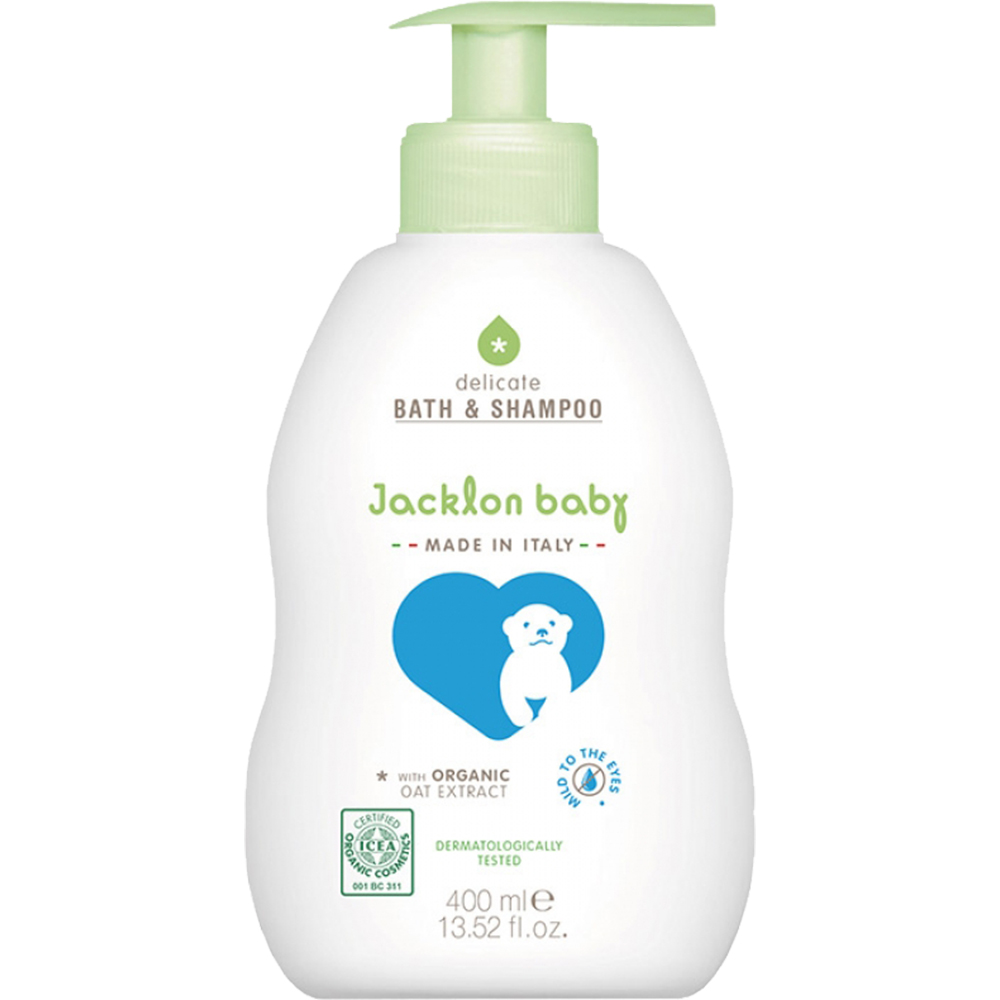 *
delicate
BATH & SHAMPOO
Jacklon baby
MADE IN ITALY
* WITH ORGANIC
OAT EXTRACT
MILD TO THE EYES
CERTIFIED
ICEA
ORGANIC COSMETICS
001 BC 311
DERMATOLOGICALLY
TESTED
400 ml e
13.52 fl.oz.